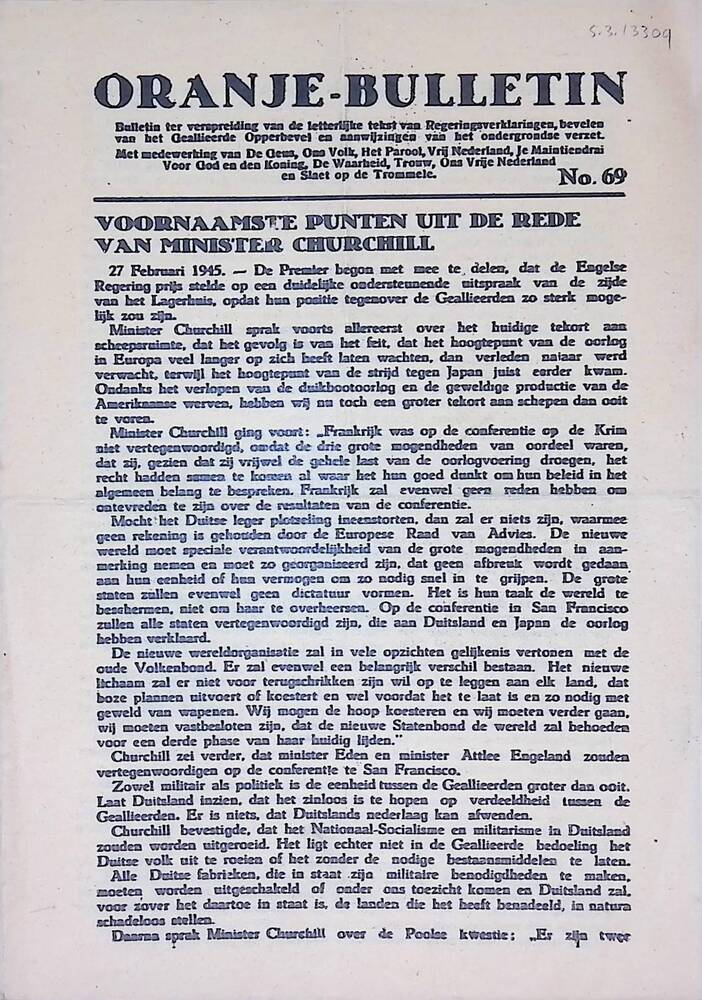 S.3.13309
ORANJE-BULLETIN
Bulletin ter verspreiding van de letterlijke tekst van Regeringsverklaringen, bevelen
van het Geallieerde Opperbevel en aanwijzingen van het ondergrondse verzet.
Met medewerking van De Geus, Ons Volk, Het Parool, Vrij Nederland, Je Maintiendrai
Voor God en den Koning, De Waarheid, Trouw, Ons Vrije Nederland
en Slaet op de Trommele.
No. 69
VOORNAAMSTE PUNTEN UIT DE REDE
VAN MINISTER CHURCHILL
27 Februari 1945. — De Premier begon met mee te delen, dat de Engelse
Regering prijs stelde op een duidelijke ondersteunende uitspraak van de zijde
van het Lagerhuis, opdat hun positie tegenover de Geallieerden zo sterk moge-
lijk zou zijn.
Minister Churchill sprak voorts allereerst over het huidige tekort aan
scheepsruimte, dat het gevolg is van het feit, dat het hoogtepunt van de oorlog
in Europa veel langer op zich heeft laten wachten, dan verleden najaar werd
verwacht, terwijl het hoogtepunt van de strijd tegen Japan juist eerder kwam.
Ondanks het verlopen van de duikbootoorlog en de geweldige productie van de
Amerikaanse werven, hebben wij nu toch een groter tekort aan schepen dan ooit
te voren.
Minister Churchill ging voort: „Frankrijk was op de conferentie op de Krim
niet vertegenwoordigd, omdat de drie grote mogendheden van oordeel waren,
dat zij, gezien dat zij vrijwel de gehele last van de oorlogvoering droegen, het
recht hadden samen te komen al waar het hun goed dunkt om hun beleid in het
algemeen belang te bespreken. Frankrijk zal evenwel geen reden hebben om
ontevreden te zijn over de resultaten van de conferentie.
Mocht het Duitse leger plotseling ineenstorten, dan zal er niets zijn, waarmee
geen rekening is gehouden door de Europese Raad van Advies. De nieuwe
wereld moet speciale verantwoordelijkheid van de grote mogendheden in aan-
merking nemen en moet zo georganiseerd zijn, dat geen afbreuk wordt gedaan
aan hun eenheid of hun vermogen om zo nodig snel in te grijpen. De grote
staten zullen evenwel geen dictatuur vormen. Het is hun taak de wereld te
beschermen, niet om haar te overheersen. Op de conferentie in San Francisco
zullen alle staten vertegenwoordigd zijn, die aan Duitsland en Japan de oorlog
hebben verklaard.
De nieuwe wereldorganisatie zal in vele opzichten gelijkenis vertonen met de
oude Volkenbond. Er zal evenwel een belangrijk verschil bestaan. Het nieuwe
lichaam zal er niet voor terugschrikken zijn wil op te leggen aan elk land, dat
boze plannen uitvoert of koestert en wel voordat het te laat is en zo nodig met
geweld van wapenen. Wij mogen de hoop koesteren en wij moeten verder gaan,
wij moeten vastbesloten zijn, dat de nieuwe Statenbond de wereld zal behoeden
voor een derde phase van haar huidig lijden."
Churchill zei verder, dat minister Eden en minister Attlee Engeland zouden
vertegenwoordigen op de conferentie te San Francisco.
Zowel militair als politiek is de eenheid tussen de Geallieerden groter dan ooit.
Laat Duitsland inzien, dat het zinloos is te hopen op verdeeldheid tussen de
Geallieerden. Er is niets, dat Duitslands nederlaag kan afwenden.
Churchill bevestigde, dat het Nationaal-Socialisme en militarisme in Duitsland
zouden worden uitgeroeid. Het ligt echter niet in de Geallieerde bedoeling het
Duitse volk uit te roeien of het zonder de nodige bestaansmiddelen te laten.
Alle Duitse fabrieken, die in staat zijn militaire benodigdheden te maken,
moeten worden uitgeschakeld of onder ons toezicht komen en Duitsland zal,
voor zover het daartoe in staat is, de landen die het heeft benadeeld, in natura
schadeloos stellen.
Daarna sprak Minister Churchill over de Poolse kwestie: „Er zijn twee